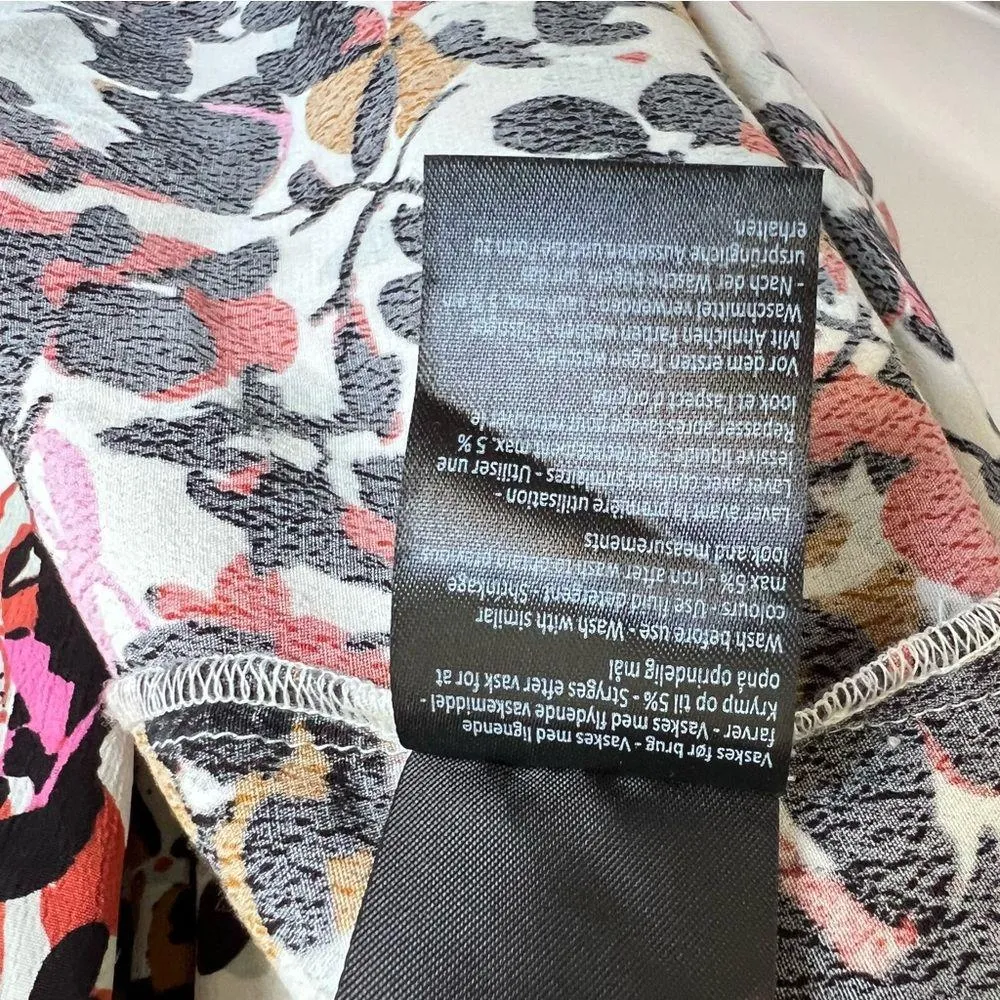 Vaskes før brug - Vaskes med lignende
farver - Vaskes med flydende vaskemiddel -
Krymp op til 5% - Stryges efter vask for at
opnå oprindelig mål
Wash before use - Wash with similar
colours - Use fluid detergent - Shrinkage
max 5% - Iron after wash to obtain
look and measurements
Laver avant la première utilisation -
Laver avec couleurs - Utiliser une
lessive liquide - max 5 %
Repasser après lavage
look et l'aspect d'origine
Vor dem ersten Tragen waschen
Mit Ähnlichen Farben waschen
Waschmittel verwenden
- Nach der Wäsche
ursprüngliche Aussehen und auf Form zu
erhalten